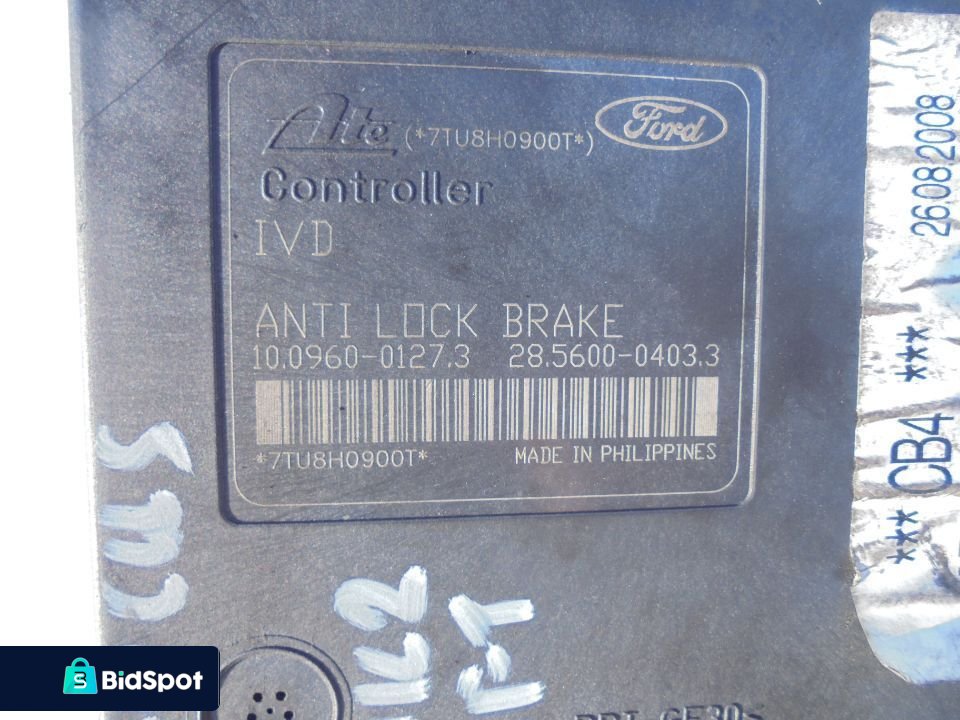 Alte (*7TU8H0900T*) Ford
Controller
IVD
ANTI LOCK BRAKE
10.0960-0127.3 28.5600-0403.3
*7TU8H0900T* MADE IN PHILIPPINES
*** CB4 ***
26.08.2008
BidSpot